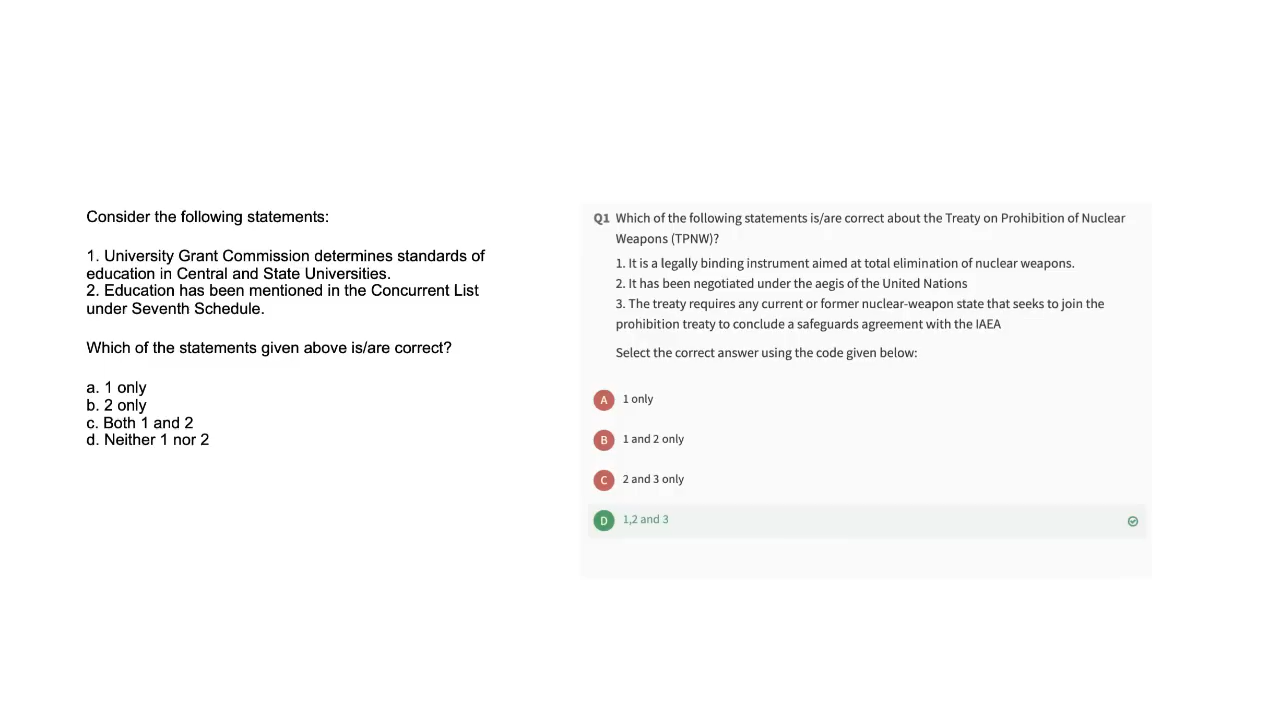 Consider the following statements:
1. University Grant Commission determines standards of
education in Central and State Universities.
2. Education has been mentioned in the Concurrent List
under Seventh Schedule.
Which of the statements given above is/are correct?
a. 1 only
b. 2 only
c. Both 1 and 2
d. Neither 1 nor 2
Q1 Which of the following statements is/are correct about the Treaty on Prohibition of Nuclear
Weapons (TPNW)?
1. It is a legally binding instrument aimed at total elimination of nuclear weapons.
2. It has been negotiated under the aegis of the United Nations
3. The treaty requires any current or former nuclear-weapon state that seeks to join the
prohibition treaty to conclude a safeguards agreement with the IAEA
Select the correct answer using the code given below:
A 1 only
B 1 and 2 only
C 2 and 3 only
D 1,2 and 3